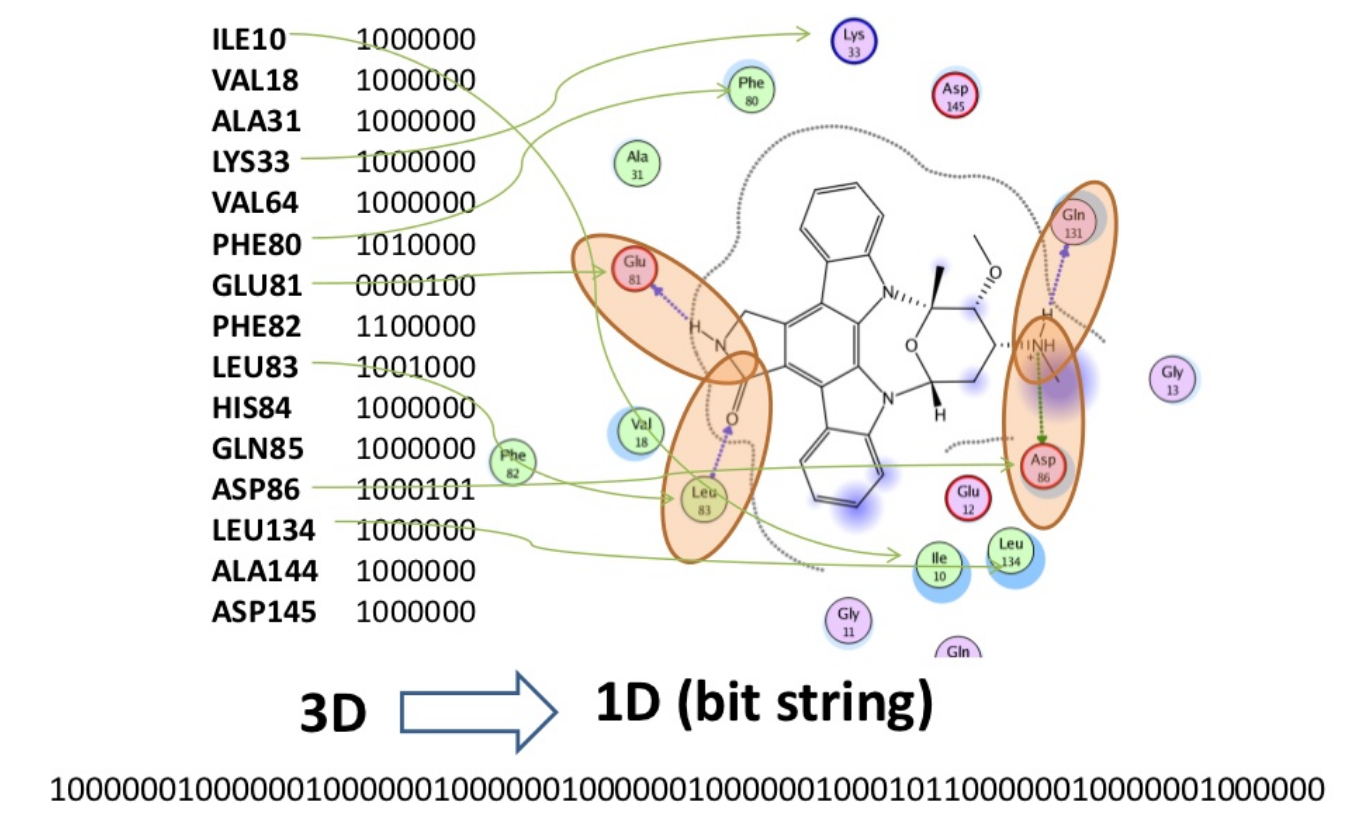 ILE10 1000000
VAL18 1000000
ALA31 1000000
LYS33 1000000
VAL64 1000000
PHE80 1010000
GLU81 0000100
PHE82 1100000
LEU83 1001000
HIS84 1000000
GLN85 1000000
ASP86 1000101
LEU134 1000000
ALA144 1000000
ASP145 1000000
Lys
33
Phe
80
Asp
145
Ala
31
Gln
131
Glu
81
O
H
N
N
H
O
NH
+
Gly
13
N
H
O
Val
18
Phe
82
Asp
86
Leu
83
Glu
12
Leu
134
Ile
10
Gly
11
Gln
3D
1D (bit string)
1000000100000010000001000000100000010000001000101100000010000001000000